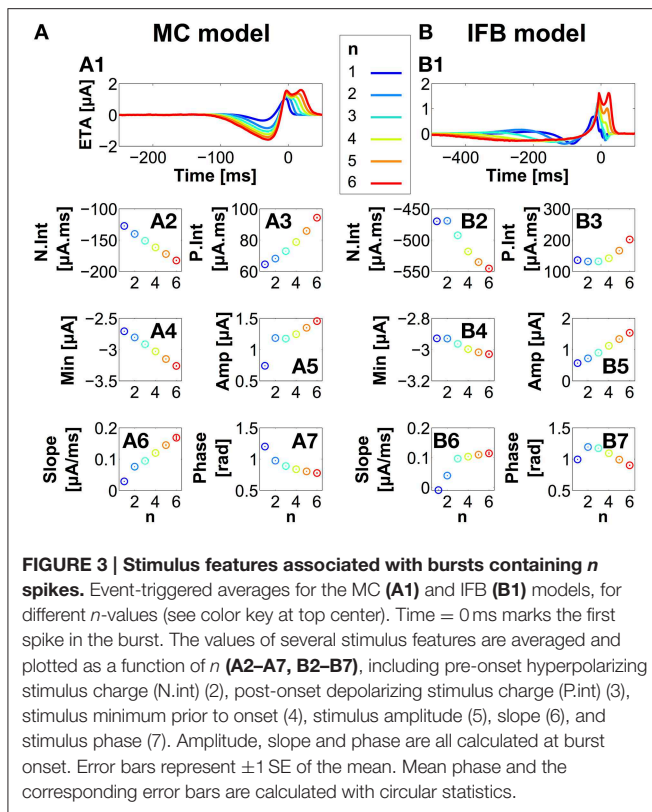 A MC model B IFB model
n
1
2
3
4
5
6
A1
ETA [µA]
2
0
−2
−200 −100 0
Time [ms]
B1
4
2
0
−400 −200 0
Time [ms]
N.Int [µA.ms]
−100
−150
−200
2 4 6
A2
P.Int [µA.ms]
100
80
60
2 4 6
A3
N.Int [µA.ms]
−450
−500
−550
2 4 6
B2
P.Int [µA.ms]
300
200
100
2 4 6
B3
Min [µA]
−2.5
−3
−3.5
2 4 6
A4
Amp [µA]
1.5
1
0.5
2 4 6
A5
Min [µA]
−2.8
−3
−3.2
2 4 6
B4
Amp [µA]
2
1
0
2 4 6
B5
Slope [µA/ms]
0.2
0.1
0
2 4 6
n
A6
Phase [rad]
1.5
1
0.5
2 4 6
n
A7
Slope [µA/ms]
0.2
0.1
0
2 4 6
n
B6
Phase [rad]
1.5
1
0.5
2 4 6
n
B7
FIGURE 3 | Stimulus features associated with bursts containing n
spikes. Event-triggered averages for the MC (A1) and IFB (B1) models, for
different n-values (see color key at top center). Time = 0 ms marks the first
spike in the burst. The values of several stimulus features are averaged and
plotted as a function of n (A2–A7, B2–B7), including pre-onset hyperpolarizing
stimulus charge (N.int) (2), post-onset depolarizing stimulus charge (P.int) (3),
stimulus minimum prior to onset (4), stimulus amplitude (5), slope (6), and
stimulus phase (7). Amplitude, slope and phase are all calculated at burst
onset. Error bars represent ±1 SE of the mean. Mean phase and the
corresponding error bars are calculated with circular statistics.